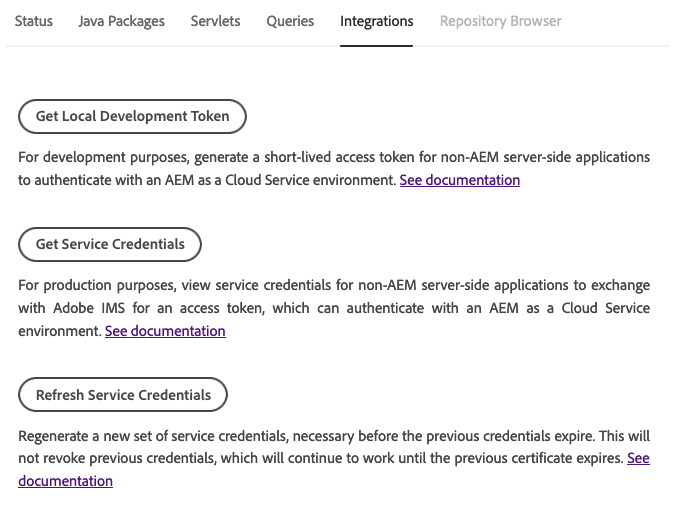 Status Java Packages Servlets Queries Integrations Repository Browser
Get Local Development Token
For development purposes, generate a short-lived access token for non-AEM server-side applications
to authenticate with an AEM as a Cloud Service environment. See documentation
Get Service Credentials
For production purposes, view service credentials for non-AEM server-side applications to exchange
with Adobe IMS for an access token, which can authenticate with an AEM as a Cloud Service
environment. See documentation
Refresh Service Credentials
Regenerate a new set of service credentials, necessary before the previous credentials expire. This will
not revoke previous credentials, which will continue to work until the previous certificate expires. See
documentation